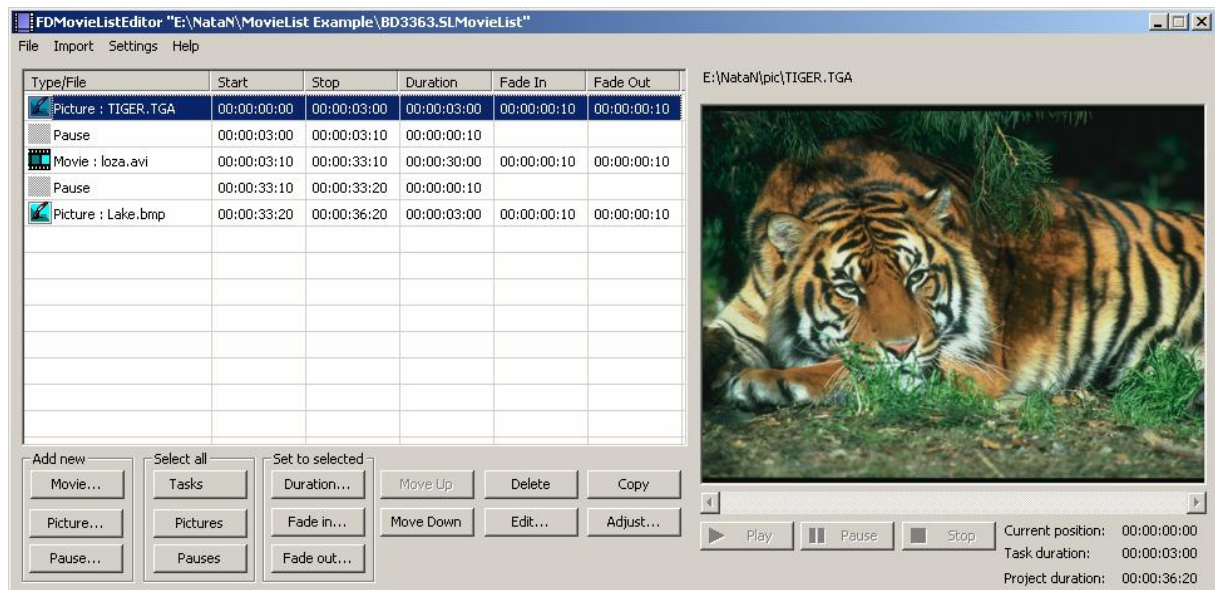 FDMovieListEditor "E:\NataN\MovieList Example\BD3363.SLMovieList"
File Import Settings Help
Type/File Start Stop Duration Fade In Fade Out
Picture : TIGER.TGA 00:00:00:00 00:00:03:00 00:00:03:00 00:00:00:10 00:00:00:10
Pause 00:00:03:00 00:00:03:10 00:00:00:10
Movie : loza.avi 00:00:03:10 00:00:33:10 00:00:30:00 00:00:00:10 00:00:00:10
Pause 00:00:33:10 00:00:33:20 00:00:00:10
Picture : Lake.bmp 00:00:33:20 00:00:36:20 00:00:03:00 00:00:00:10 00:00:00:10
E:\NataN\pic\TIGER.TGA
Add new Select all Set to selected
Movie... Tasks Duration... Move Up Delete Copy
Picture... Pictures Fade in... Move Down Edit... Adjust...
Pause... Pauses Fade out...
Play Pause Stop
Current position: 00:00:00:00
Task duration: 00:00:03:00
Project duration: 00:00:36:20